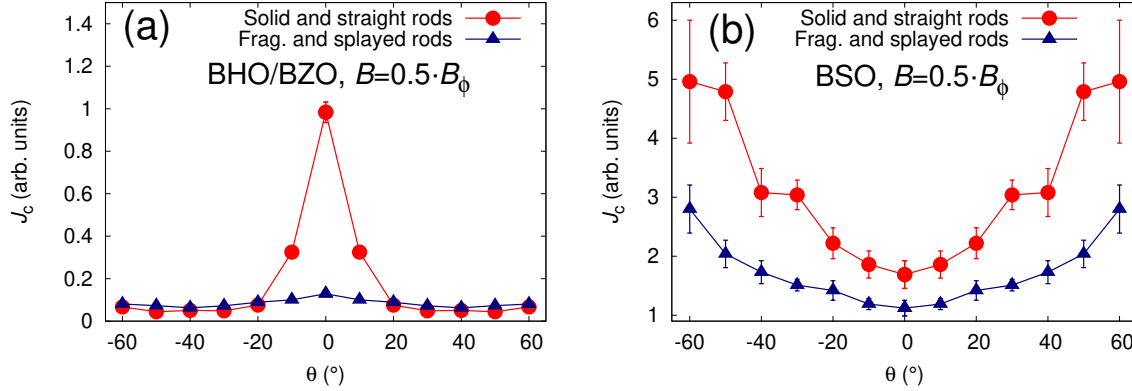 (a)
Solid and straight rods
Frag. and splayed rods
BHO/BZO, B=0.5·Bϕ
Jc (arb. units)
1.4
1.2
1
0.8
0.6
0.4
0.2
0
-60 -40 -20 0 20 40 60
θ (°)
(b)
Solid and straight rods
Frag. and splayed rods
BSO, B=0.5·Bϕ
Jc (arb. units)
6
5
4
3
2
1
-60 -40 -20 0 20 40 60
θ (°)